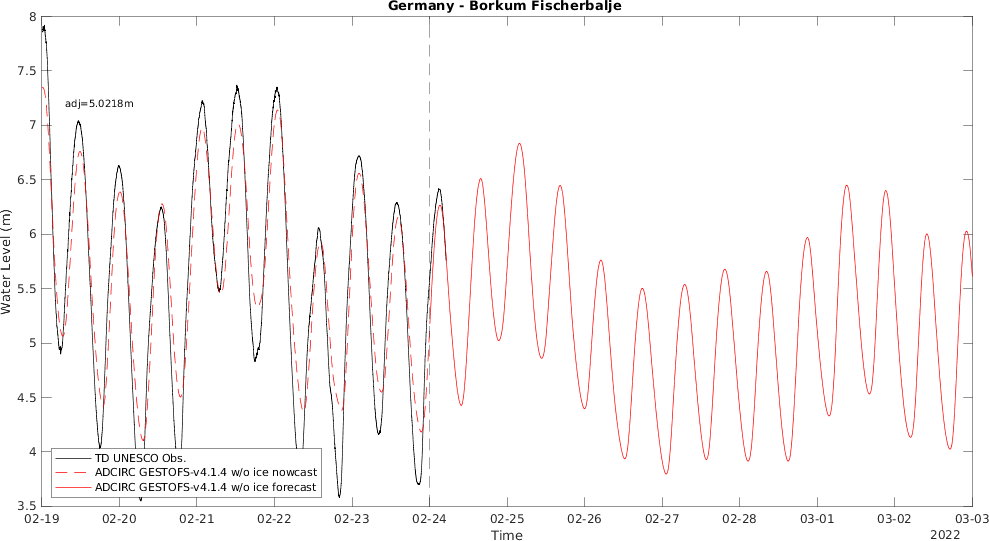 Germany - Borkum Fischerbalje
8
7.5
7
6.5
6
5.5
5
4.5
4
3.5
Water Level (m)
adj=5.0218m
TD UNESCO Obs.
ADCIRC GESTOFS-v4.1.4 w/o ice nowcast
ADCIRC GESTOFS-v4.1.4 w/o ice forecast
02-19 02-20 02-21 02-22 02-23 02-24 02-25 02-26 02-27 02-28 03-01 03-02 03-03
Time
2022